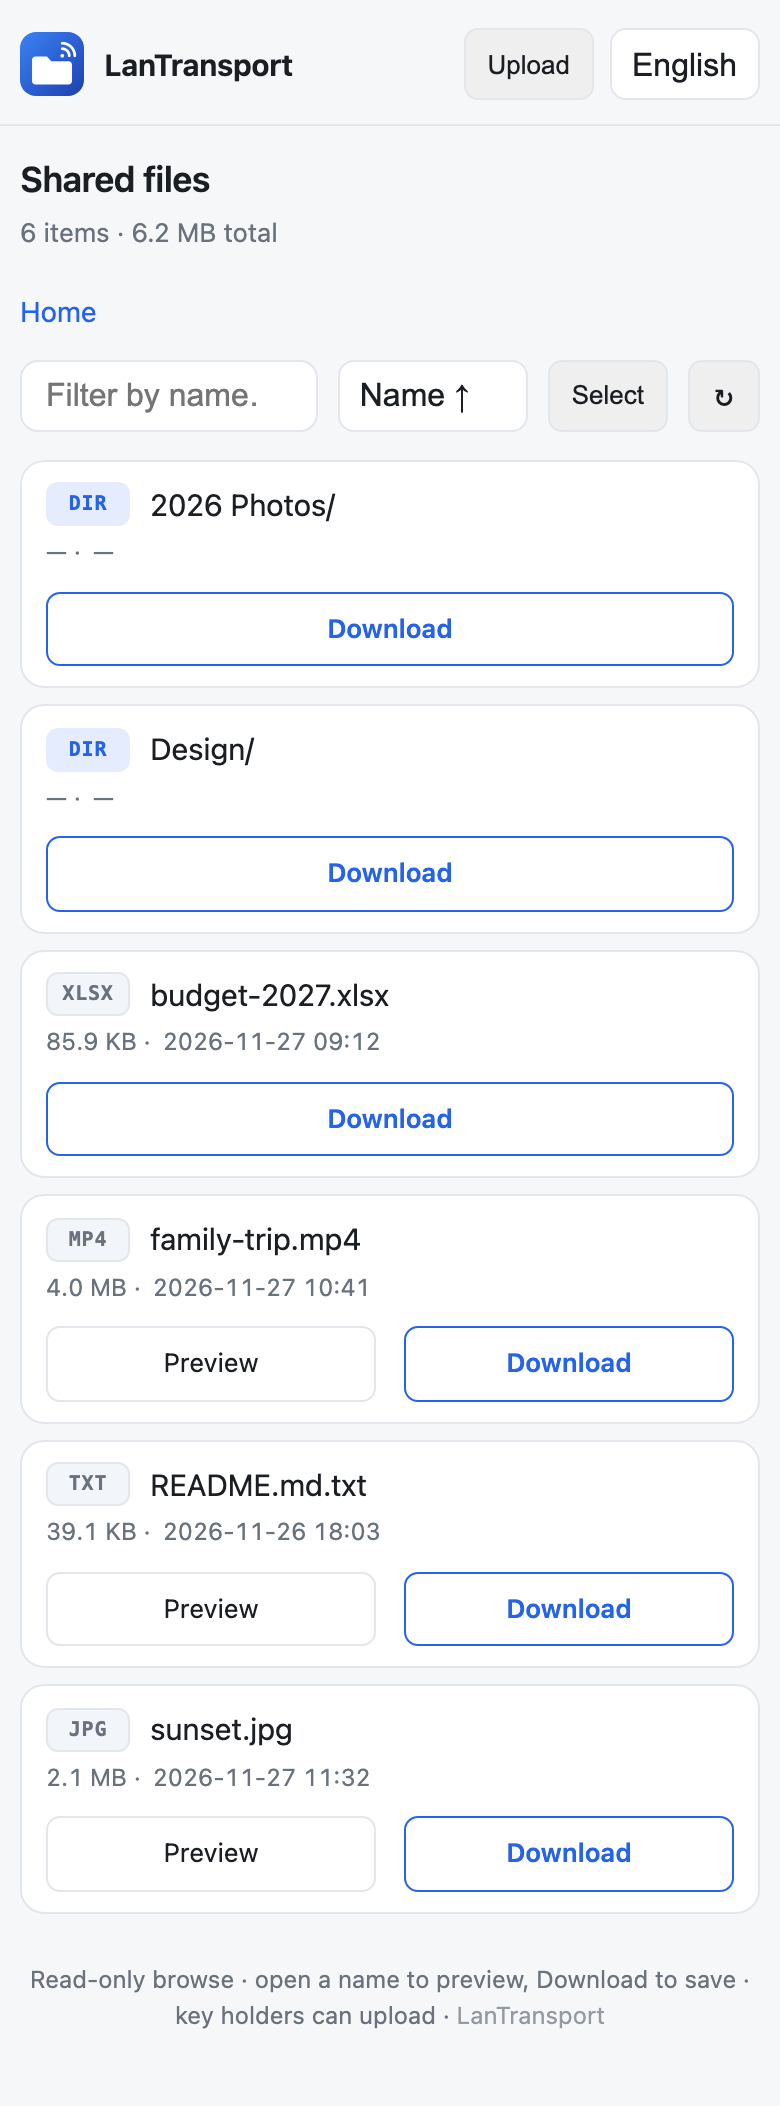 LanTransport
Upload
English
Shared files
6 items · 6.2 MB total
Home
Filter by name.
Name ↑
Select
↻
DIR 2026 Photos/
— · —
Download
DIR Design/
— · —
Download
XLSX budget-2027.xlsx
85.9 KB · 2026-11-27 09:12
Download
MP4 family-trip.mp4
4.0 MB · 2026-11-27 10:41
Preview Download
TXT README.md.txt
39.1 KB · 2026-11-26 18:03
Preview Download
JPG sunset.jpg
2.1 MB · 2026-11-27 11:32
Preview Download
Read-only browse · open a name to preview, Download to save ·
key holders can upload · LanTransport